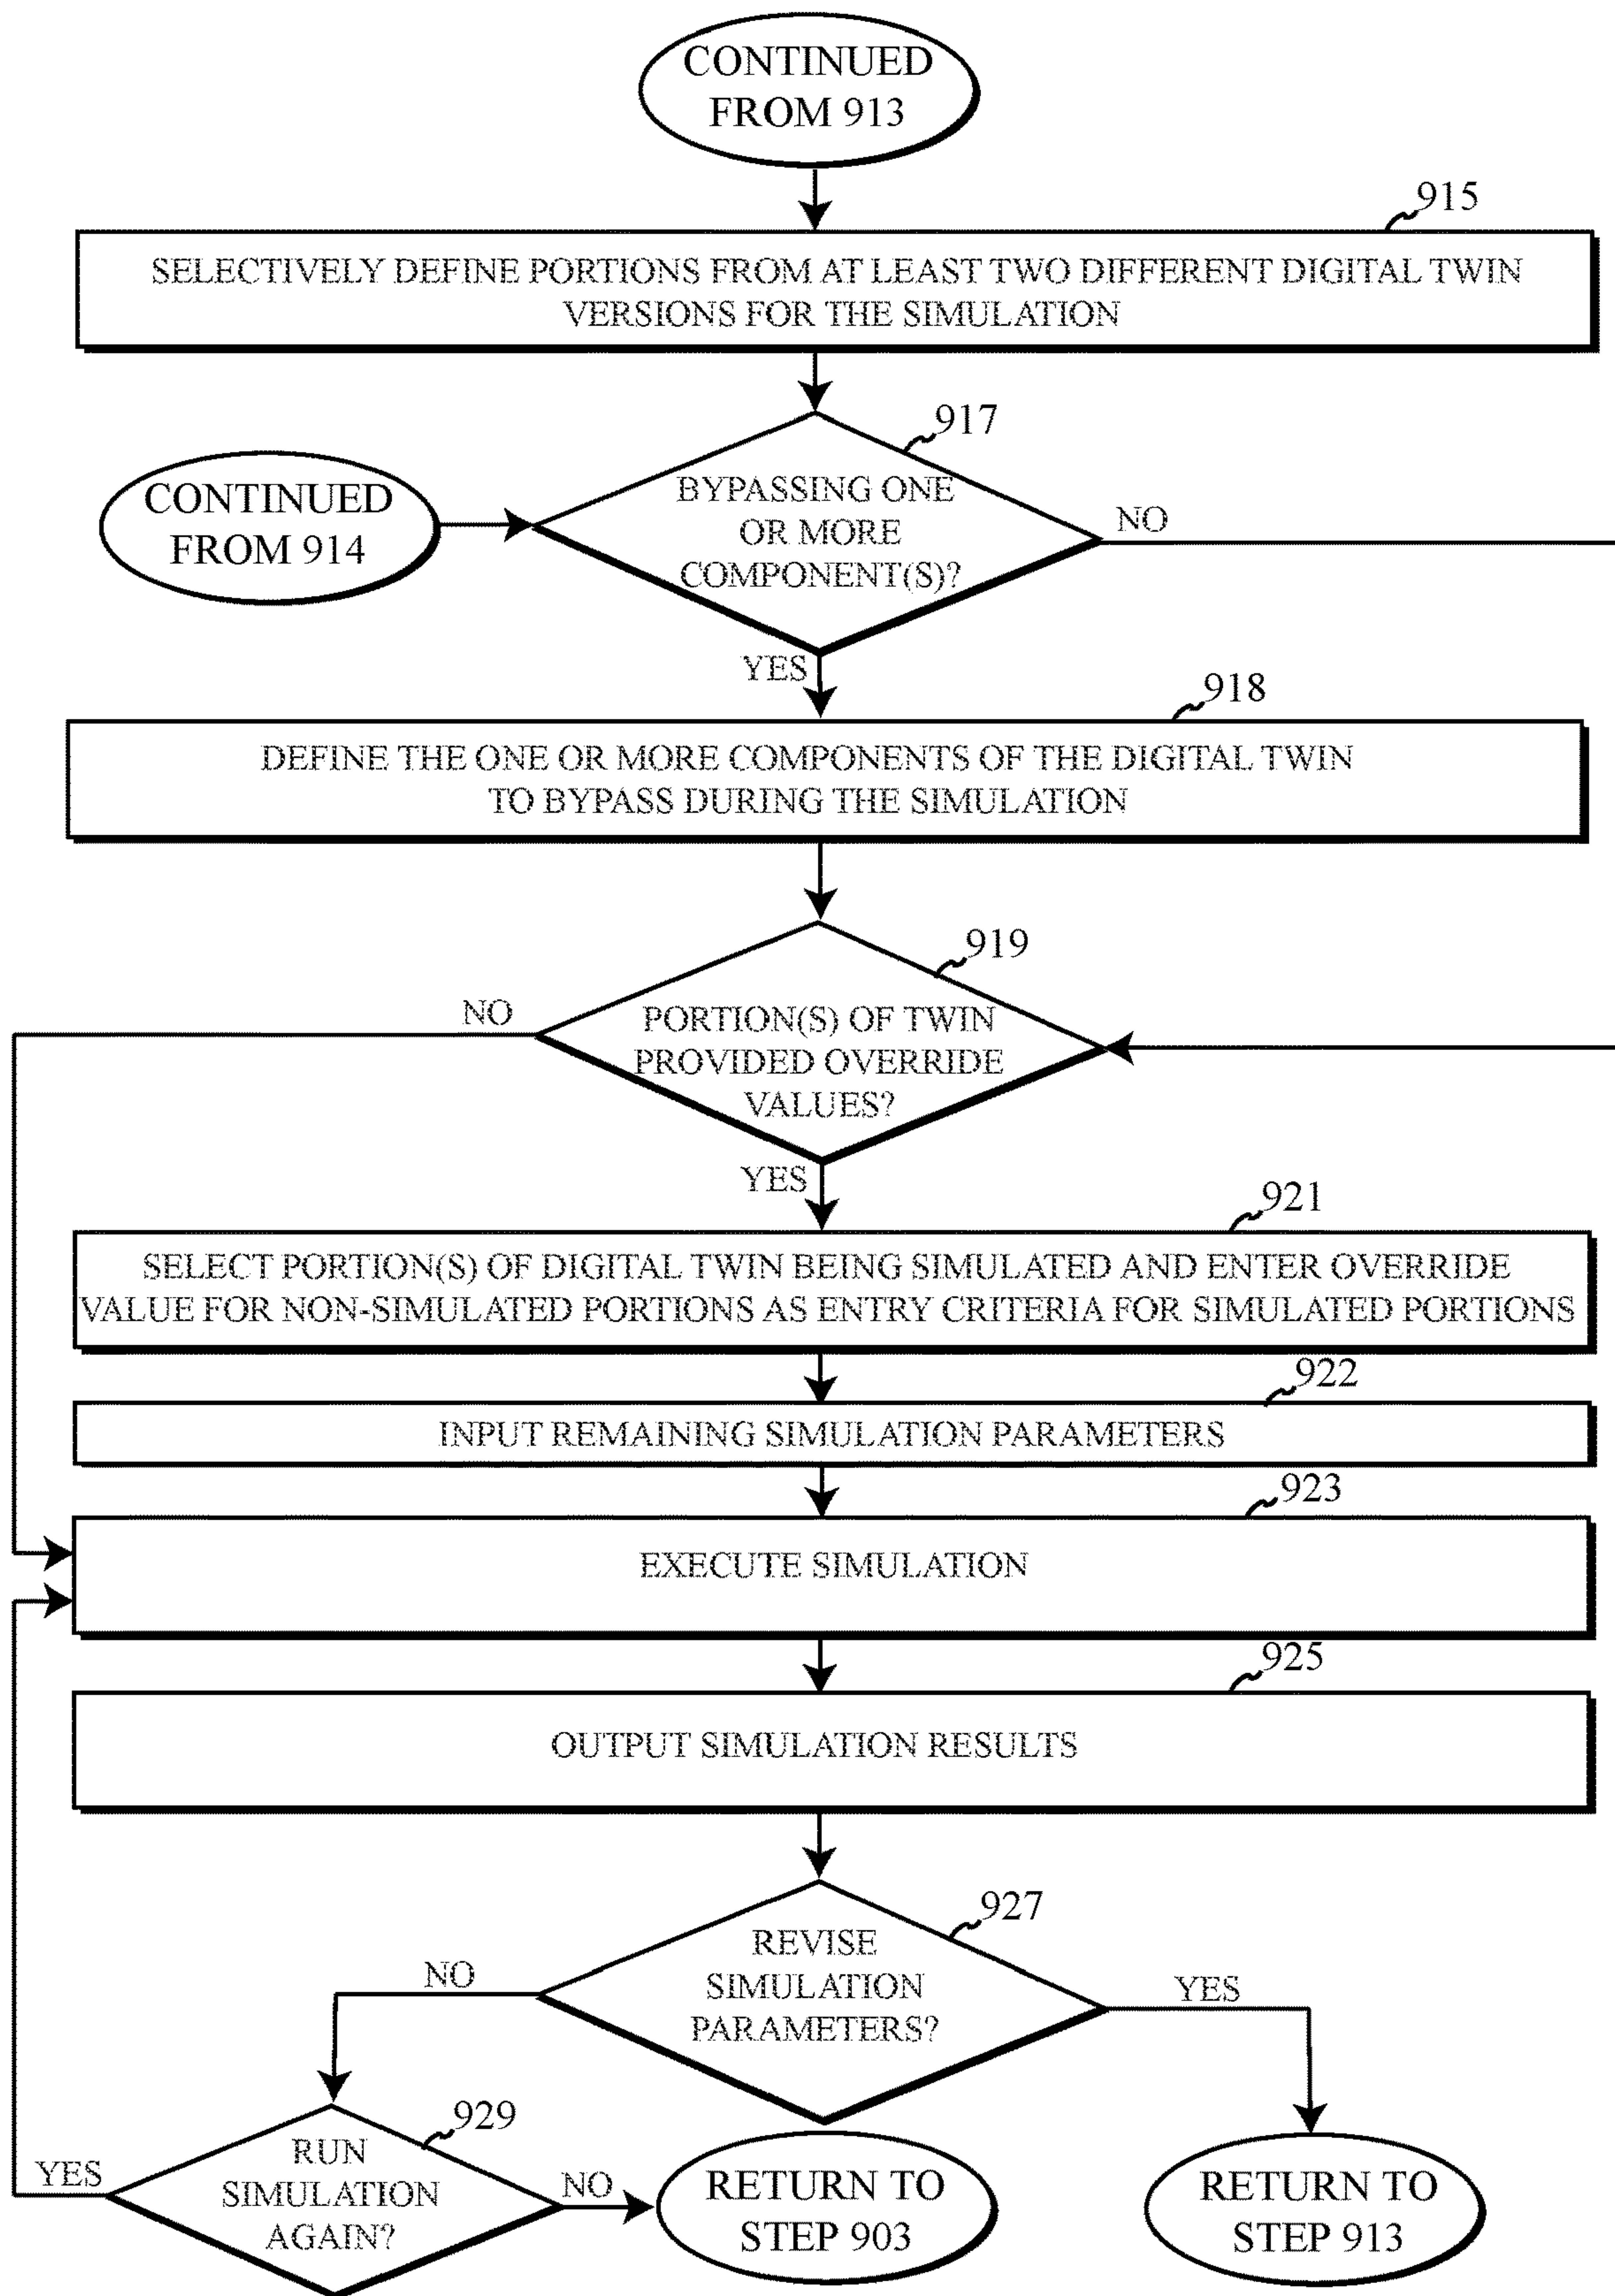 CONTINUED
FROM 913
915
SELECTIVELY DEFINE PORTIONS FROM AT LEAST TWO DIFFERENT DIGITAL TWIN
VERSIONS FOR THE SIMULATION
917
BYPASSING ONE
OR MORE
COMPONENT(S)?
CONTINUED
FROM 914
NO
YES
918
DEFINE THE ONE OR MORE COMPONENTS OF THE DIGITAL TWIN
TO BYPASS DURING THE SIMULATION
919
NO
PORTION(S) OF TWIN
PROVIDED OVERRIDE
VALUES?
YES
921
SELECT PORTION(S) OF DIGITAL TWIN BEING SIMULATED AND ENTER OVERRIDE
VALUE FOR NON-SIMULATED PORTIONS AS ENTRY CRITERIA FOR SIMULATED PORTIONS
922
INPUT REMAINING SIMULATION PARAMETERS
923
EXECUTE SIMULATION
925
OUTPUT SIMULATION RESULTS
927
REVISE
SIMULATION
PARAMETERS?
NO
YES
929
RUN
SIMULATION
AGAIN?
YES
NO
RETURN TO
STEP 903
RETURN TO
STEP 913